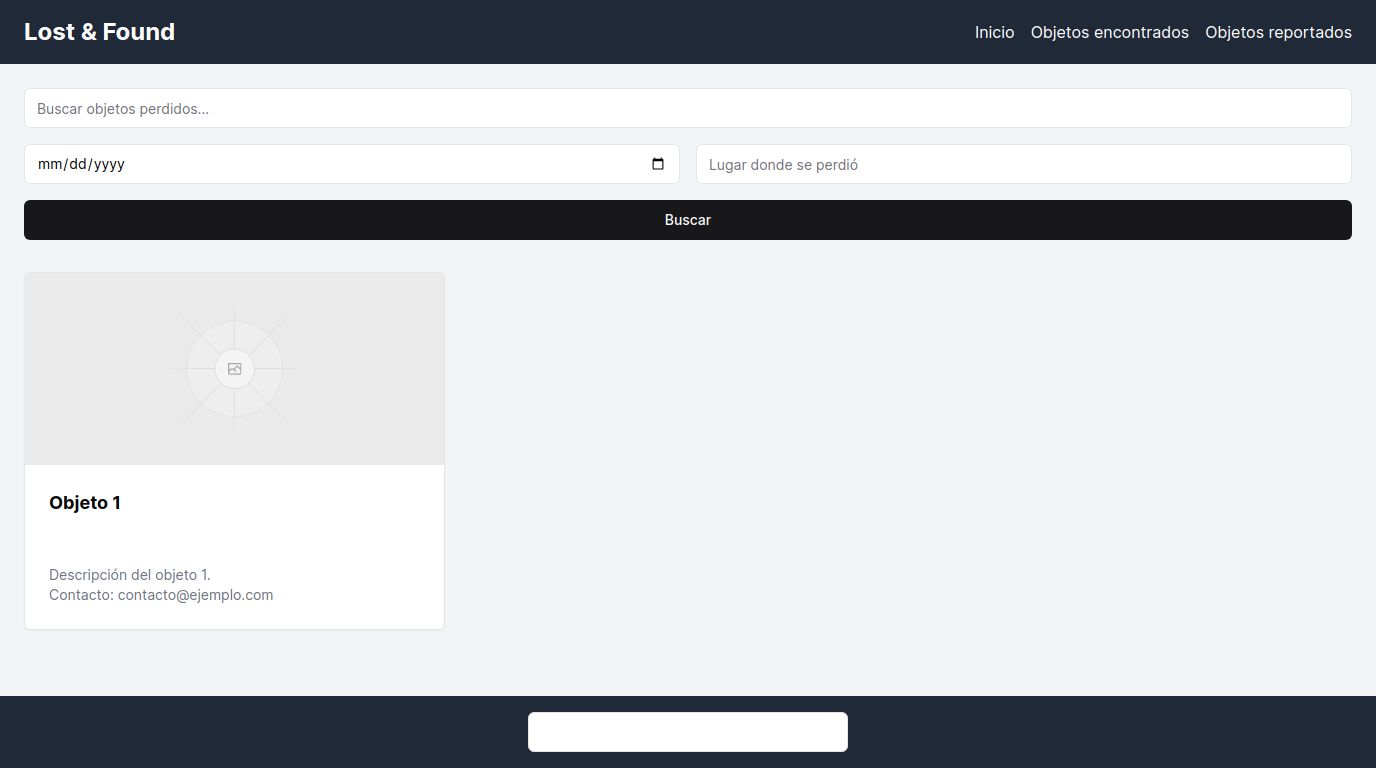 Lost & Found
Inicio Objetos encontrados Objetos reportados
Buscar objetos perdidos...
mm/dd/yyyy
Lugar donde se perdió
Buscar
Objeto 1
Descripción del objeto 1.
Contacto: contacto@ejemplo.com